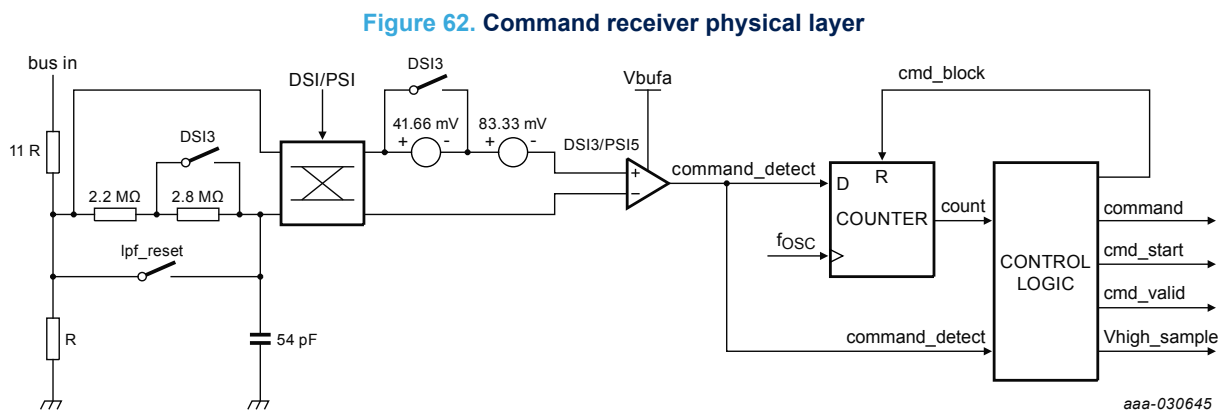 Figure 62. Command receiver physical layer
bus in
DSI/PSI
DSI3
Vbufa
cmd_block
11 R
DSI3
41.66 mV
83.33 mV
DSI3/PSI5
+
-
+
-
2.2 MΩ
2.8 MΩ
+
−
command_detect
D
R
COUNTER
count
fOSC
lpf_reset
CONTROL
LOGIC
command
cmd_start
cmd_valid
Vhigh_sample
R
54 pF
command_detect
aaa-030645